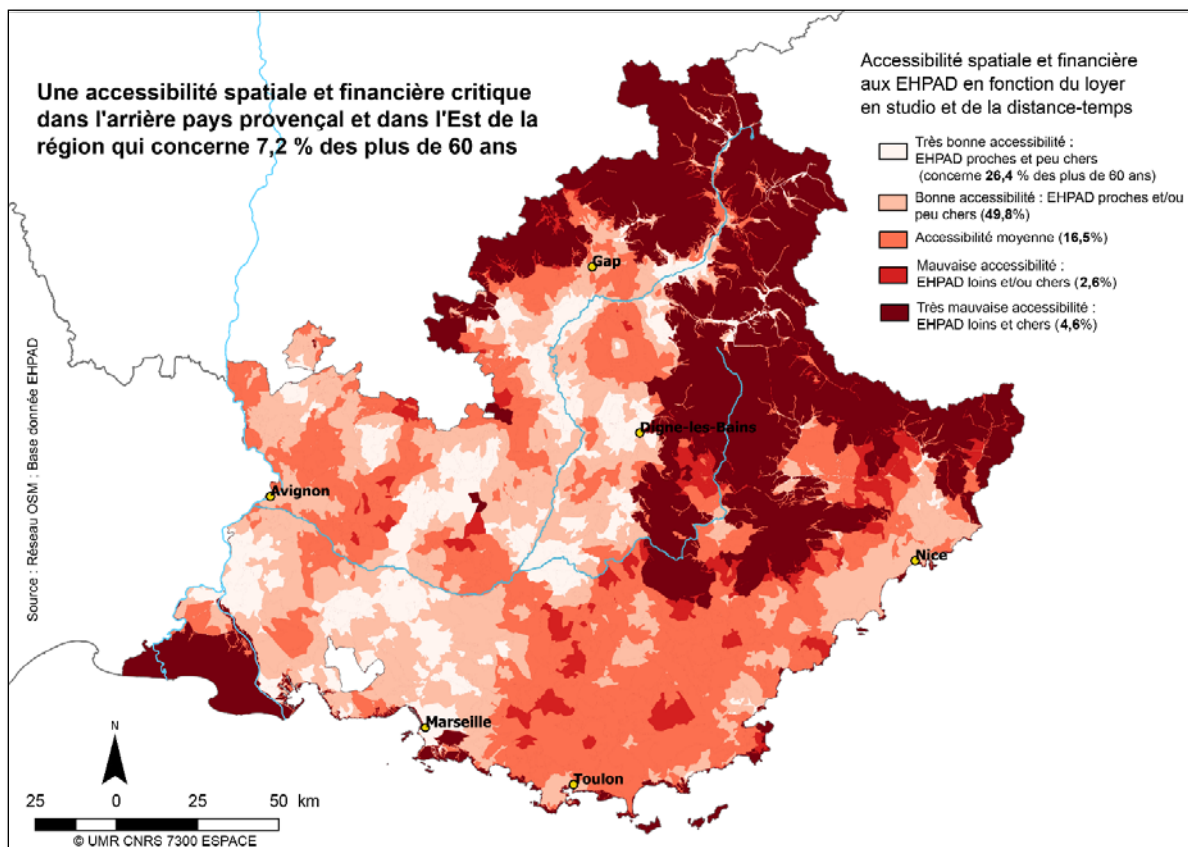 Une accessibilité spatiale et financière critique
dans l'arrière pays provençal et dans l'Est de la
région qui concerne 7,2 % des plus de 60 ans
Accessibilité spatiale et financière
aux EHPAD en fonction du loyer
en studio et de la distance-temps
Très bonne accessibilité :
EHPAD proches et peu chers
(concerne 26,4 % des plus de 60 ans)
Bonne accessibilité : EHPAD proches et/ou
peu chers (49,8%)
Accessibilité moyenne (16,5%)
Mauvaise accessibilité :
EHPAD loins et/ou chers (2,6%)
Très mauvaise accessibilité :
EHPAD loins et chers (4,6%)
Gap
Digne-les-Bains
Avignon
Nice
Marseille
Toulon
Source : Réseau OSM ; Base donnée EHPAD
N
25 0 25 50 km
© UMR CNRS 7300 ESPACE